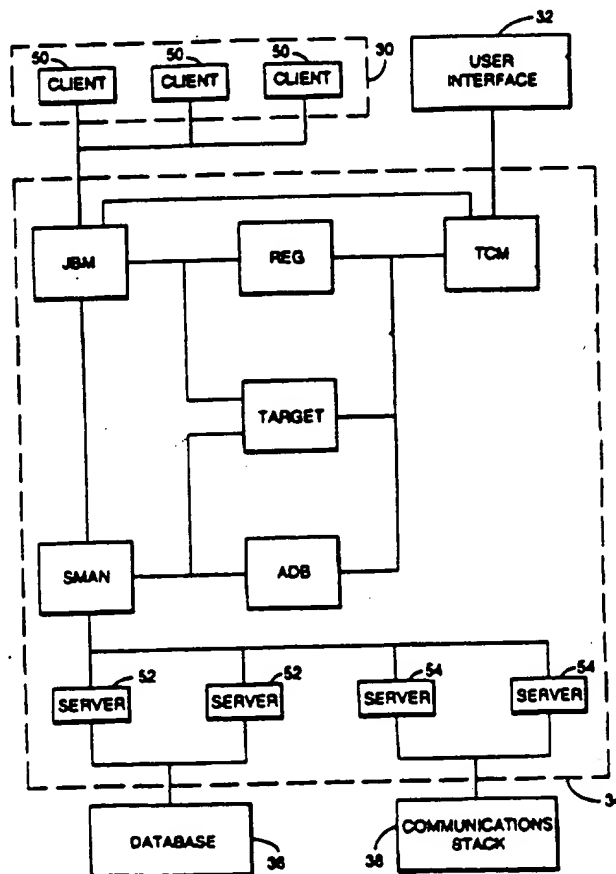 50 50 50 30 32
CLIENT CLIENT CLIENT
USER
INTERFACE
JBM REG TCM
TARGET
SMAN ADB
52 52 54 54
SERVER SERVER SERVER SERVER
DATABASE
36
COMMUNICATIONS
STACK
38